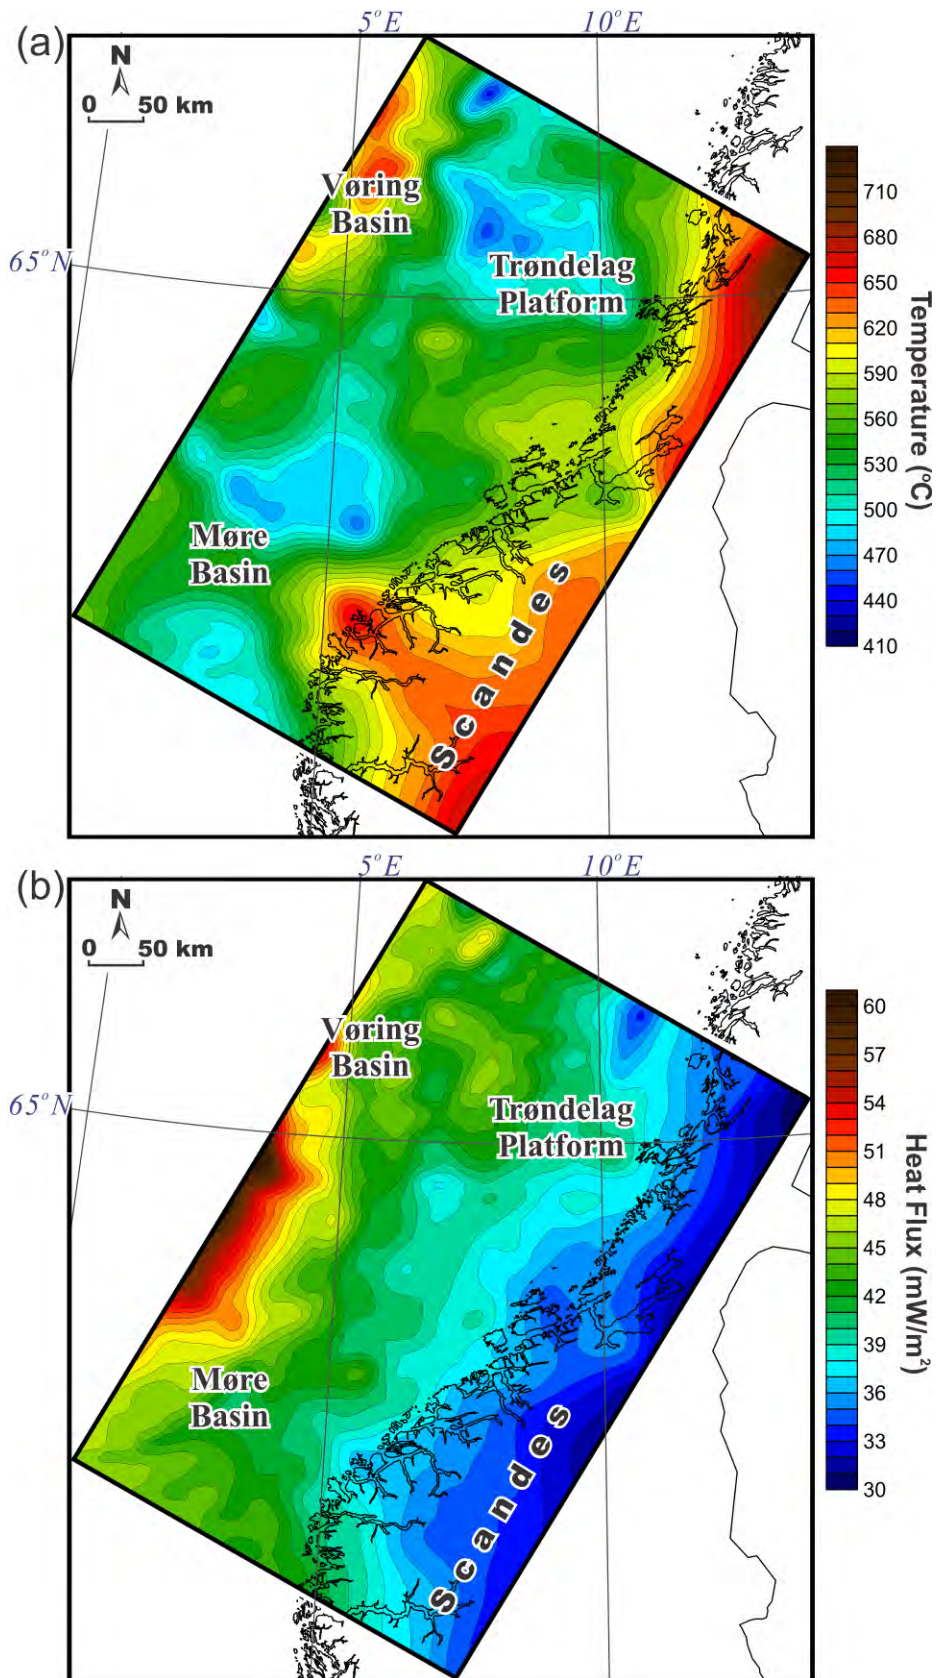 (a)
5°E
10°E
N
0 50 km
Vøring
Basin
65°N
Trøndelag
Platform
Møre
Basin
Scandes
710
680
650
620
590
560
530
500
470
440
410
Temperature (°C)
(b)
5°E
10°E
N
0 50 km
Vøring
Basin
65°N
Trøndelag
Platform
Møre
Basin
Scandes
60
57
54
51
48
45
42
39
36
33
30
Heat Flux (mW/m²)